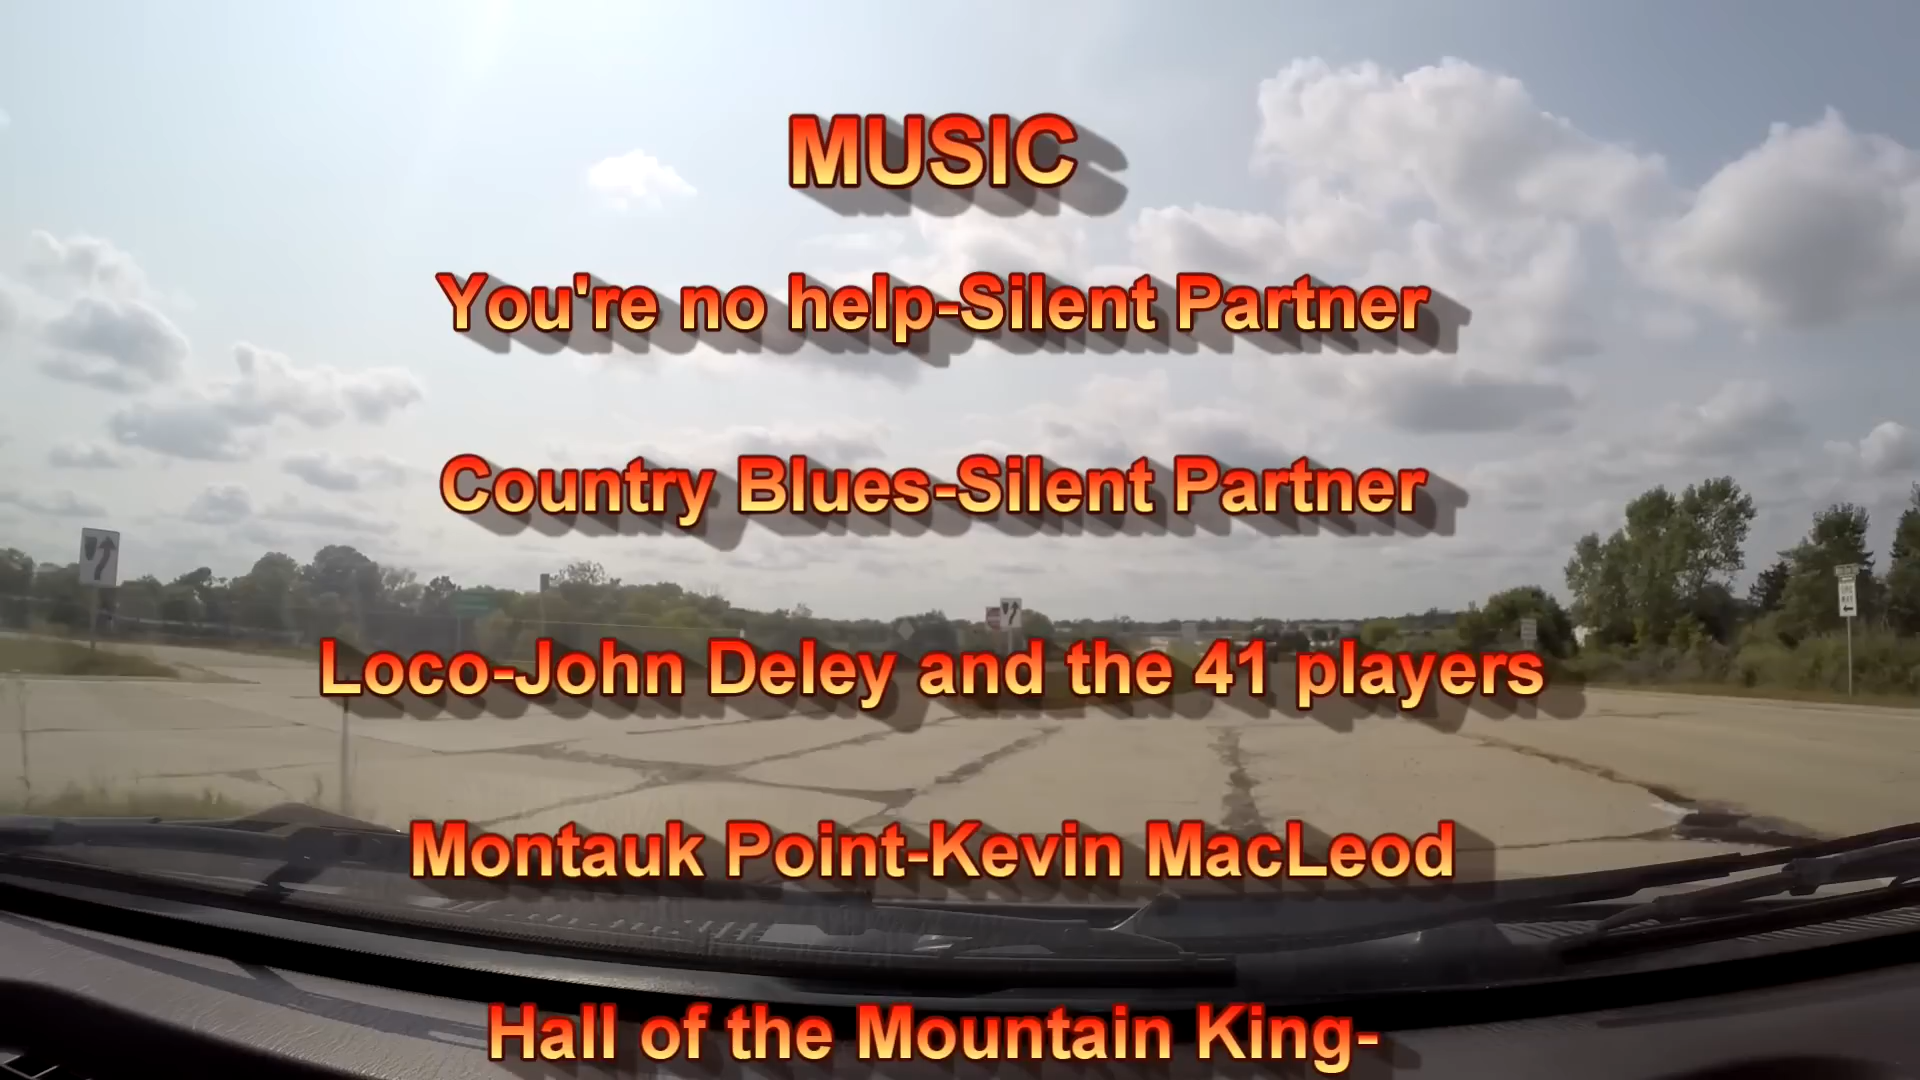 MUSIC
You're no help-Silent Partner
Country Blues-Silent Partner
Loco-John Deley and the 41 players
Montauk Point-Kevin MacLeod
Hall of the Mountain King-